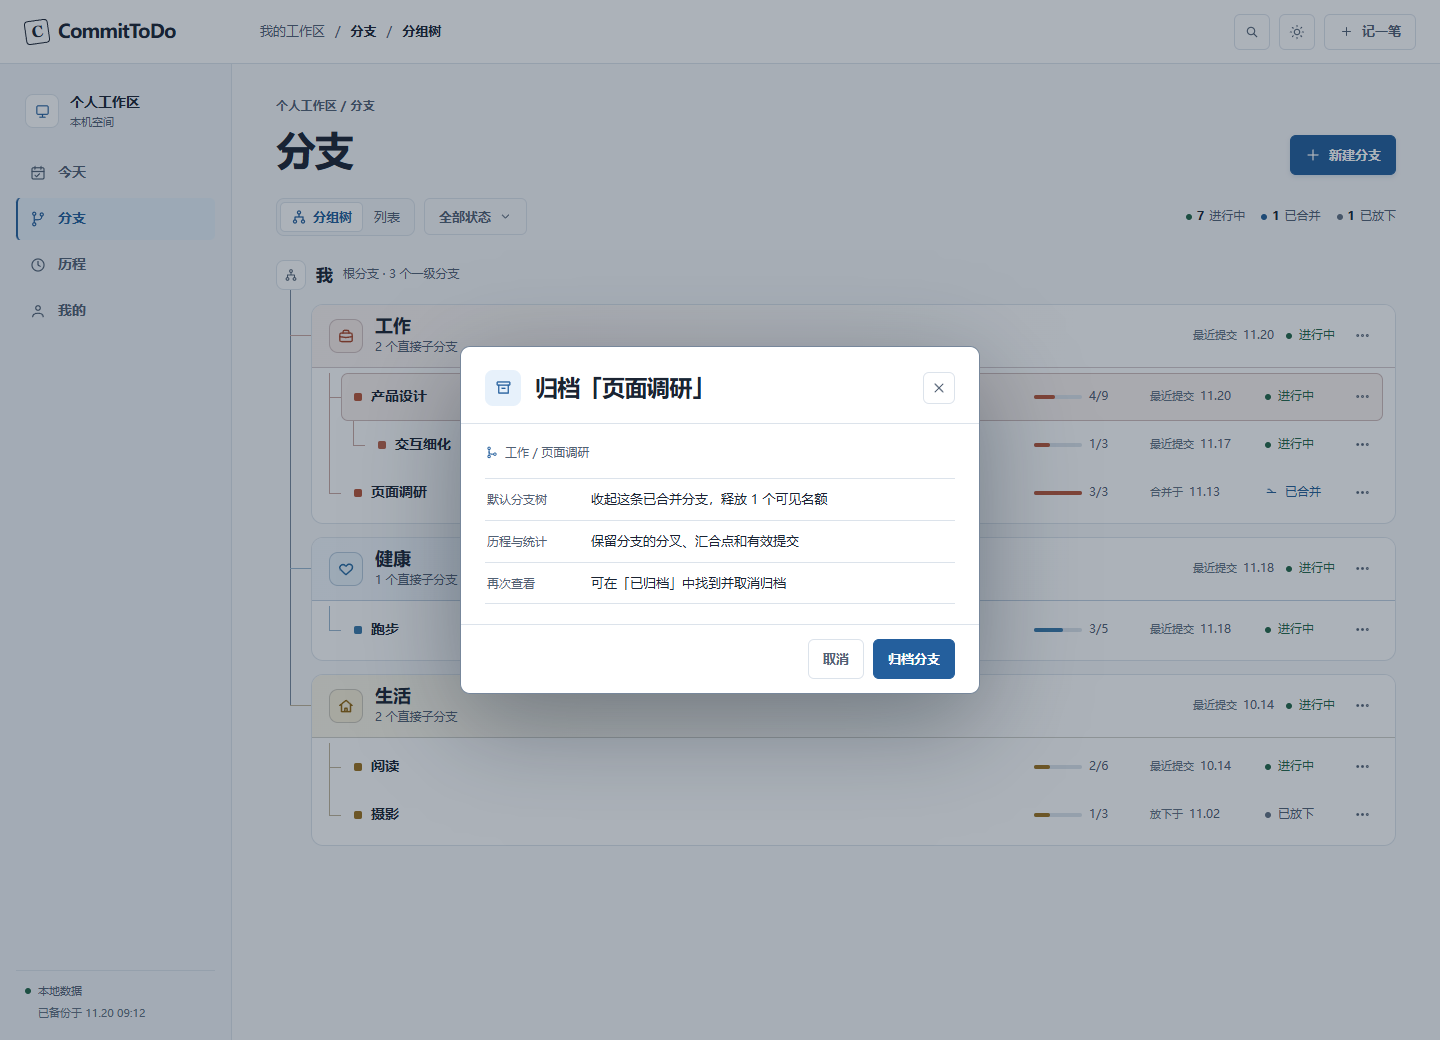 C CommitToDo
我的工作区 / 分支 / 分组树
记一笔
个人工作区
本机空间
今天
分支
历程
我的
本地数据
已备份于 11.20 09:12
个人工作区 / 分支
分支
新建分支
分组树 列表 全部状态
7 进行中 1 已合并 1 已放下
我 根分支 · 3 个一级分支
工作
2 个直接子分支
最近提交 11.20 进行中
产品设计 4/9 最近提交 11.20 进行中
交互细化 1/3 最近提交 11.17 进行中
页面调研 3/3 合并于 11.13 已合并
健康
1 个直接子分支
最近提交 11.18 进行中
跑步 3/5 最近提交 11.18 进行中
生活
2 个直接子分支
最近提交 10.14 进行中
阅读 2/6 最近提交 10.14 进行中
摄影 1/3 放下于 11.02 已放下
归档「页面调研」
工作 / 页面调研
默认分支树 收起这条已合并分支，释放 1 个可见名额
历程与统计 保留分支的分叉、汇合点和有效提交
再次查看 可在「已归档」中找到并取消归档
取消 归档分支